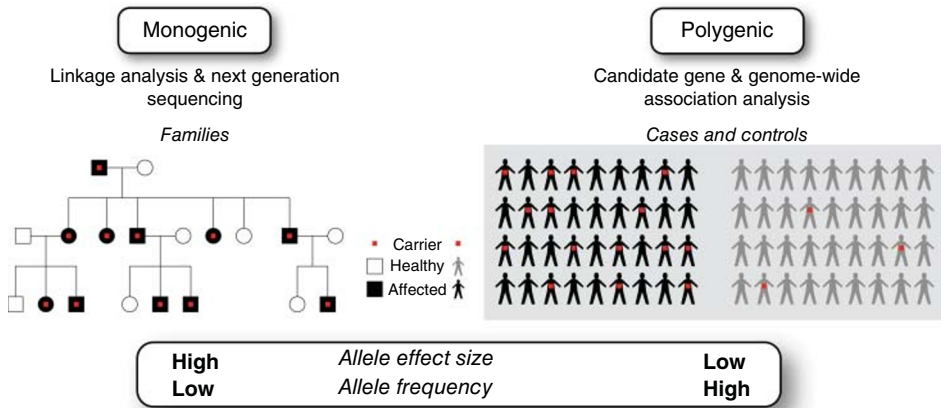 Monogenic
Linkage analysis & next generation
sequencing
Families
Polygenic
Candidate gene & genome-wide
association analysis
Cases and controls
Carrier
Healthy
Affected
High Allele effect size Low
Low Allele frequency High